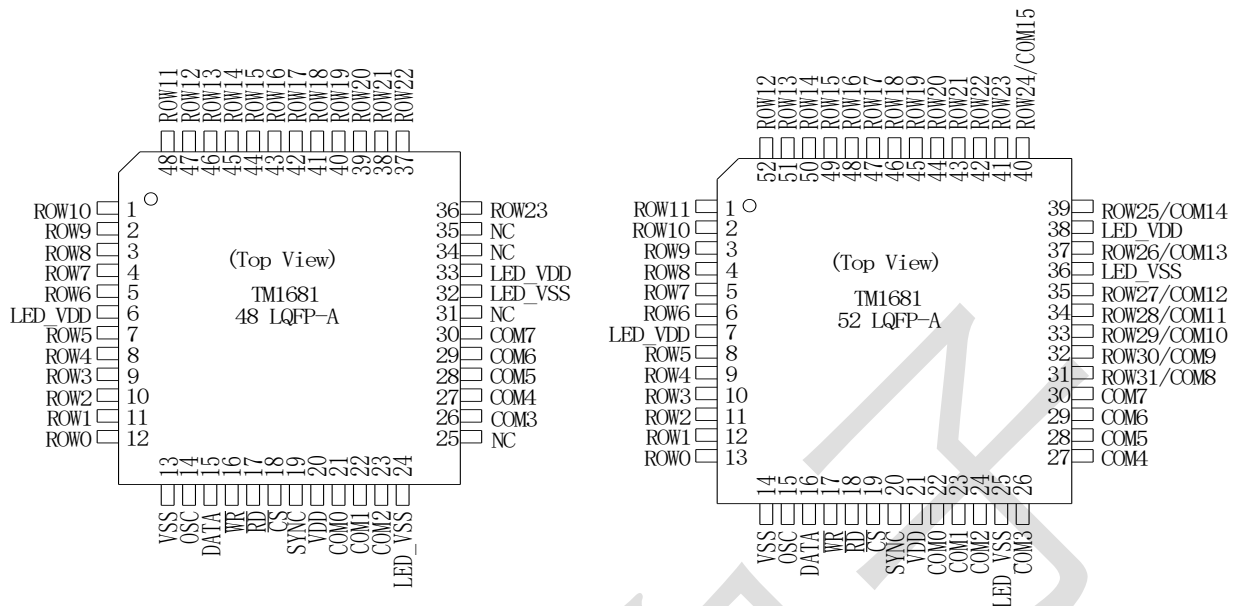 ROW11
ROW12
ROW13
ROW14
ROW15
ROW16
ROW17
ROW18
ROW19
ROW20
ROW21
ROW22
48
47
46
45
44
43
42
41
40
39
38
37
ROW10 1
ROW9 2
ROW8 3
ROW7 4
ROW6 5
LED_VDD 6
ROW5 7
ROW4 8
ROW3 9
ROW2 10
ROW1 11
ROW0 12
(Top View)
TM1681
48 LQFP-A
36 ROW23
35 NC
34 NC
33 LED_VDD
32 LED_VSS
31 NC
30 COM7
29 COM6
28 COM5
27 COM4
26 COM3
25 NC
13
14
15
16
17
18
19
20
21
22
23
24
VSS
OSC
DATA
WR
RD
CS
SYNC
VDD
COM0
COM1
COM2
LED_VSS
ROW12
ROW13
ROW14
ROW15
ROW16
ROW17
ROW18
ROW19
ROW20
ROW21
ROW22
ROW23
ROW24/COM15
52
51
50
49
48
47
46
45
44
43
42
41
40
ROW11 1
ROW10 2
ROW9 3
ROW8 4
ROW7 5
ROW6 6
LED_VDD 7
ROW5 8
ROW4 9
ROW3 10
ROW2 11
ROW1 12
ROW0 13
(Top View)
TM1681
52 LQFP-A
39 ROW25/COM14
38 LED_VDD
37 ROW26/COM13
36 LED_VSS
35 ROW27/COM12
34 ROW28/COM11
33 ROW29/COM10
32 ROW30/COM9
31 ROW31/COM8
30 COM7
29 COM6
28 COM5
27 COM4
14
15
16
17
18
19
20
21
22
23
24
25
26
VSS
OSC
DATA
WR
RD
CS
SYNC
VDD
COM0
COM1
COM2
LED_VSS
COM3